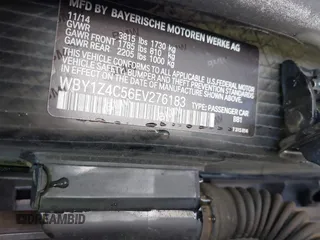 MFD BY BAYERISCHE MOTOREN WERKE AG
11/14
GVWR 3815 lbs 1730 kg
GAWR FRONT 1785 lbs 810 kg
GAWR REAR 2205 lbs 1000 kg
THIS VEHICLE CONFORMS TO ALL APPLICABLE U.S. FEDERAL MOTOR
VEHICLE SAFETY, BUMPER, AND THEFT PREVENTION STANDARDS IN
EFFECT ON THE DATE OF MANUFACTURE SHOWN ABOVE.
WBY1Z4C56EV276183
TYPE: PASSENGER CAR
BIDREAMBID